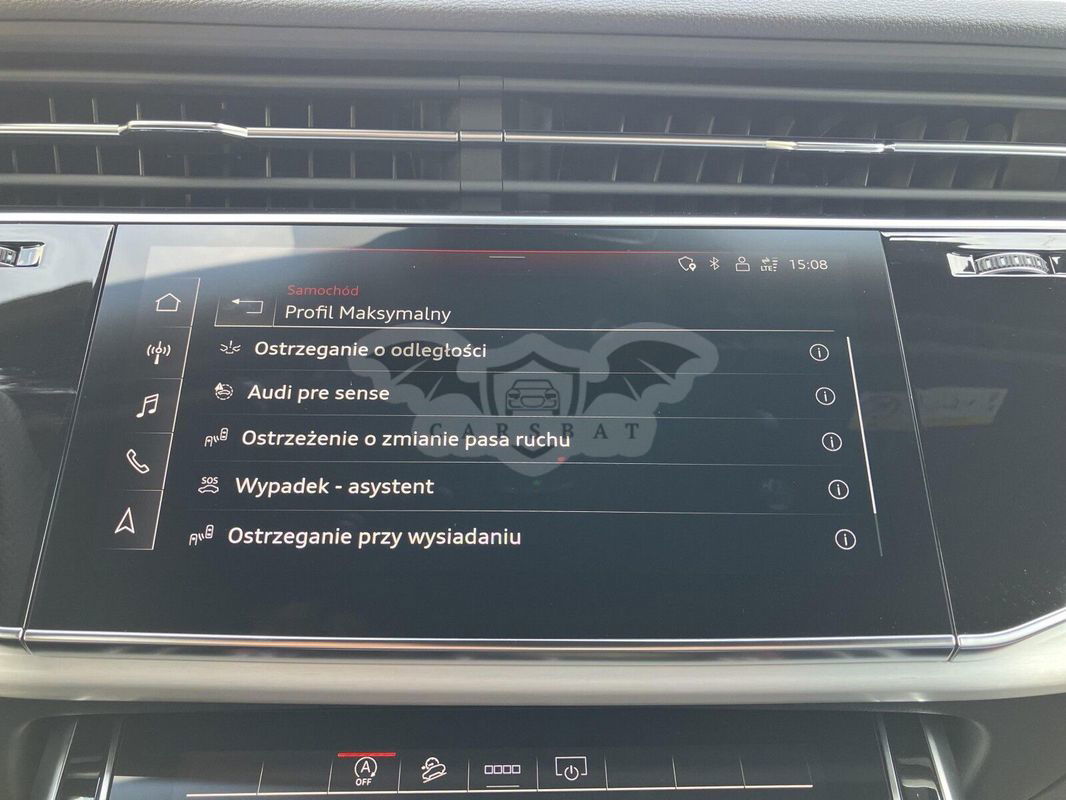 LTE
15:08
Samochód
Profil Maksymalny
Ostrzeganie o odległości
Audi pre sense
Ostrzeżenie o zmianie pasa ruchu
SOS
Wypadek - asystent
Ostrzeganie przy wysiadaniu
CARSBAT
A
OFF